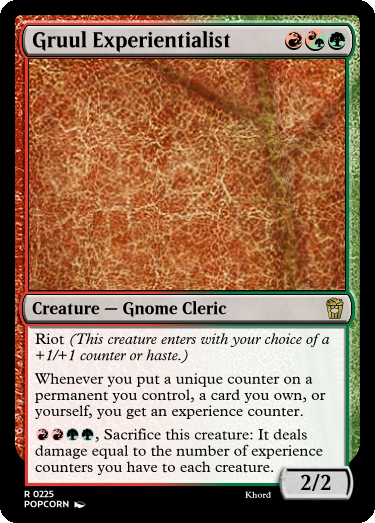 Gruul Experientialist
Creature — Gnome Cleric
Riot (This creature enters with your choice of a
+1/+1 counter or haste.)
Whenever you put a unique counter on a
permanent you control, a card you own, or
yourself, you get an experience counter.
, Sacrifice this creature: It deals
damage equal to the number of experience
counters you have to each creature.
2/2
R 0225
POPCORN
Khord